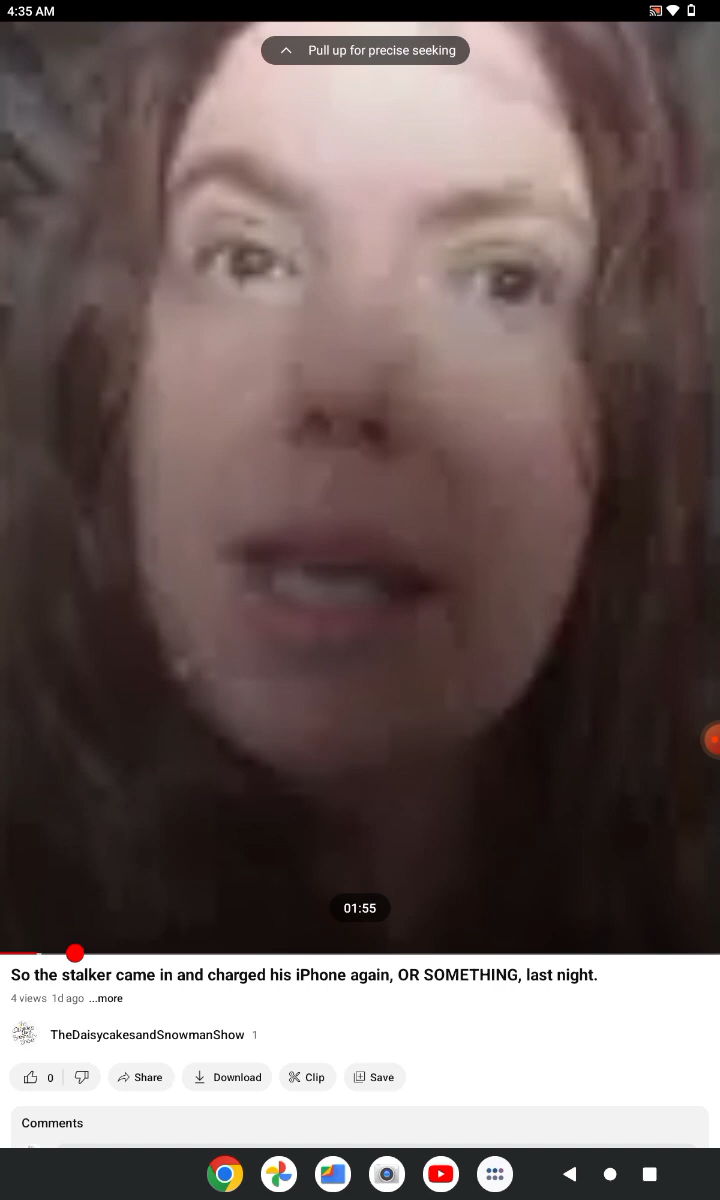 4:35 AM
Pull up for precise seeking
01:55
So the stalker came in and charged his iPhone again, OR SOMETHING, last night.
4 views 1d ago ...more
TheDaisycakesandSnowmanShow 1
0 Share Download Clip Save
Comments